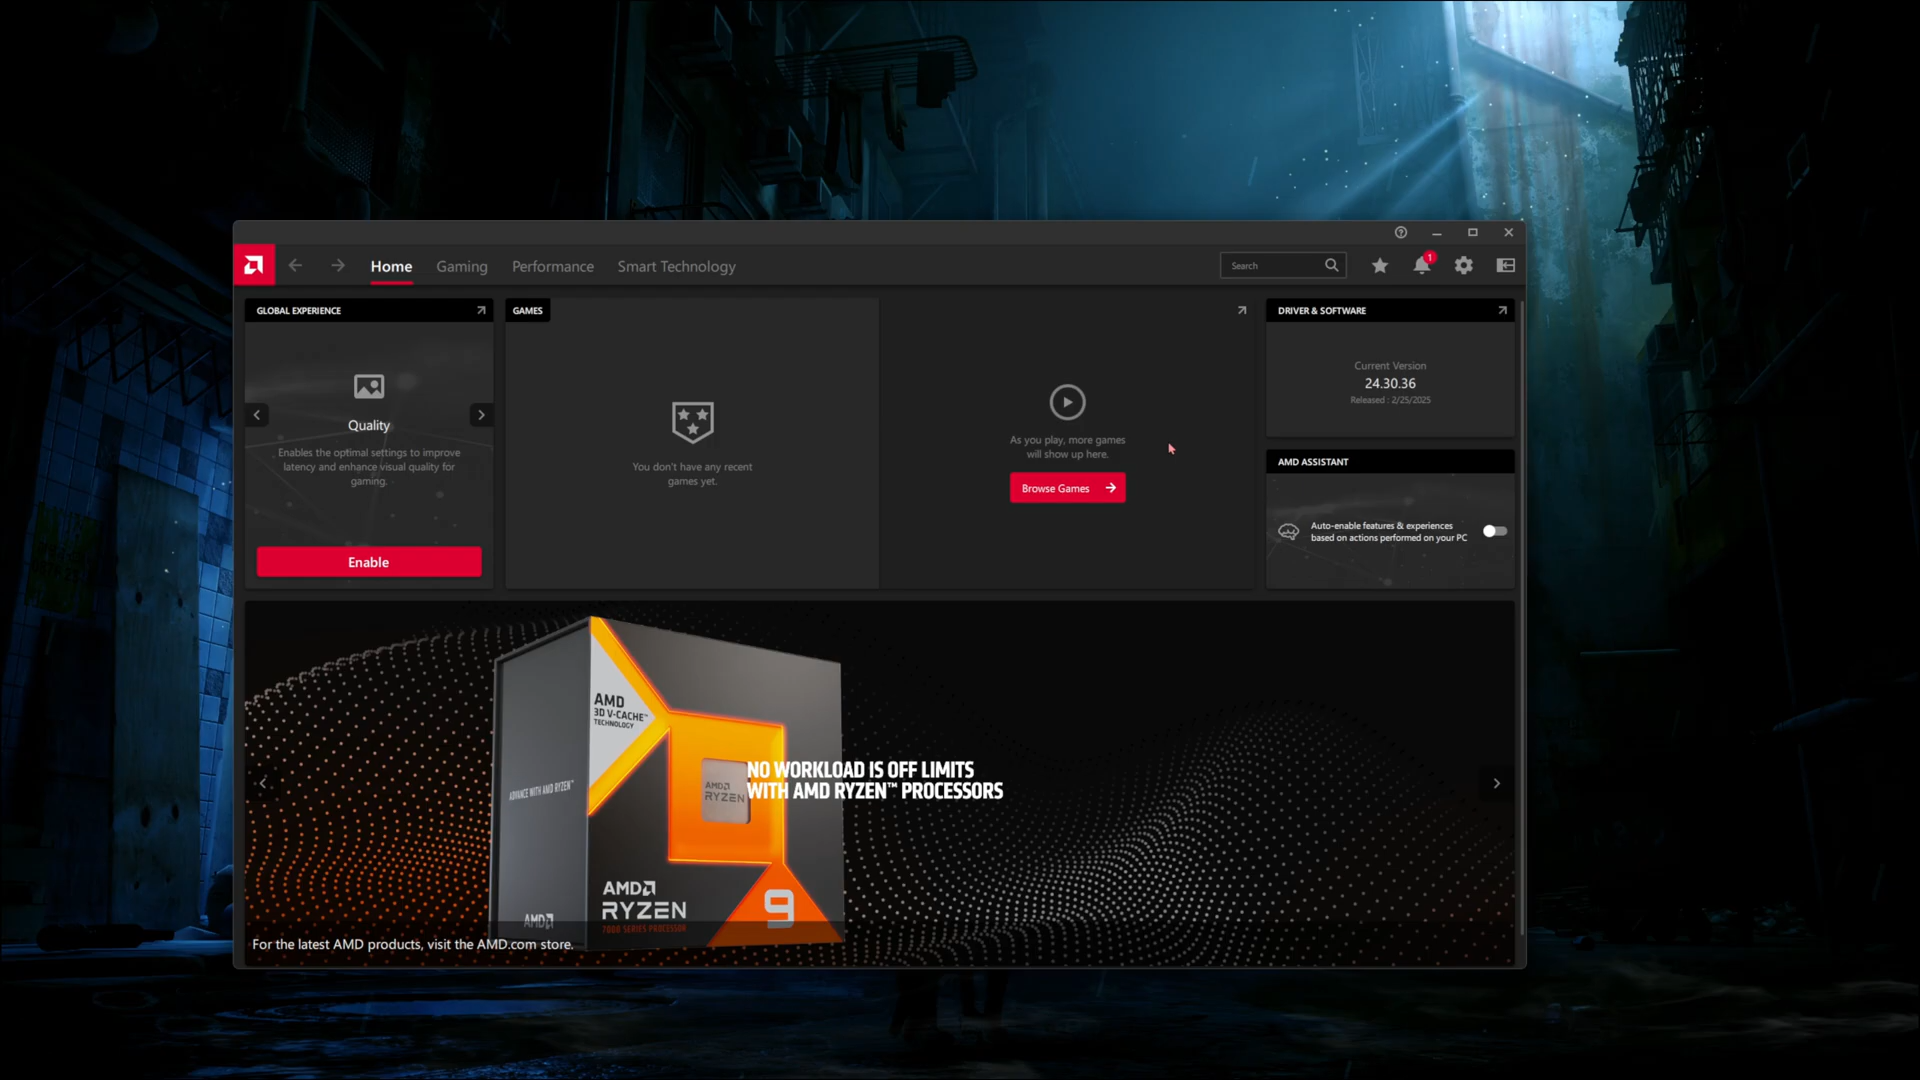 Home
Gaming
Performance
Smart Technology
Search
1
GLOBAL EXPERIENCE
Quality
Enables the optimal settings to improve
latency and enhance visual quality for
gaming.
Enable
GAMES
You don't have any recent
games yet.
As you play, more games
will show up here.
Browse Games
DRIVER & SOFTWARE
Current Version
24.30.36
Released : 2/25/2025
AMD ASSISTANT
Auto-enable features & experiences
based on actions performed on your PC
AMD
3D V-CACHE™
TECHNOLOGY
ADVANCE WITH AMD RYZEN™
AMD
RYZEN
NO WORKLOAD IS OFF LIMITS
WITH AMD RYZEN™ PROCESSORS
AMD
RYZEN
7000 SERIES PROCESSOR
9
AMD
For the latest AMD products, visit the AMD.com store.